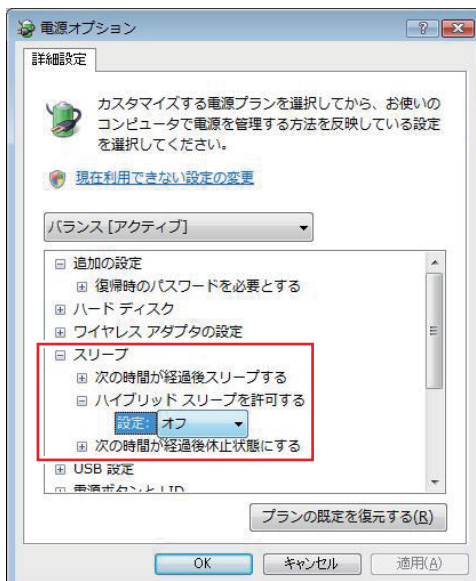 電源オプション
詳細設定
カスタマイズする電源プランを選択してから、お使いの
コンピュータで電源を管理する方法を反映している設定
を選択してください。
現在利用できない設定の変更
バランス [アクティブ]
追加の設定
復帰時のパスワードを必要とする
ハード ディスク
ワイヤレス アダプタの設定
スリープ
次の時間が経過後スリープする
ハイブリッド スリープを許可する
設定: オフ
次の時間が経過後休止状態にする
USB 設定
電源ボタンと LID
プランの既定を復元する(R)
OK キャンセル 適用(A)